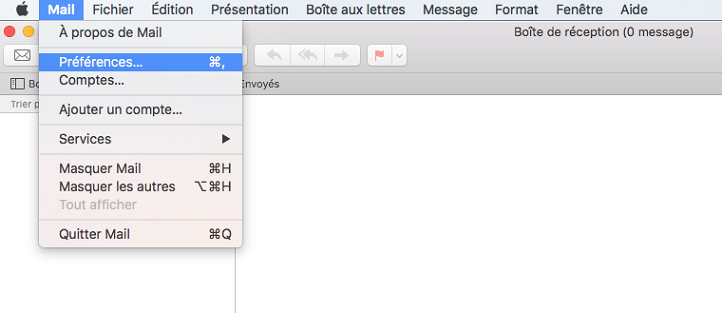 Mail Fichier Édition Présentation Boîte aux lettres Message Format Fenêtre Aide
Boîte de réception (0 message)
À propos de Mail
Préférences... ⌘,
Comptes...
Envoyés
Trier p
Ajouter un compte...
Services
Masquer Mail ⌘H
Masquer les autres ⌥⌘H
Tout afficher
Quitter Mail ⌘Q